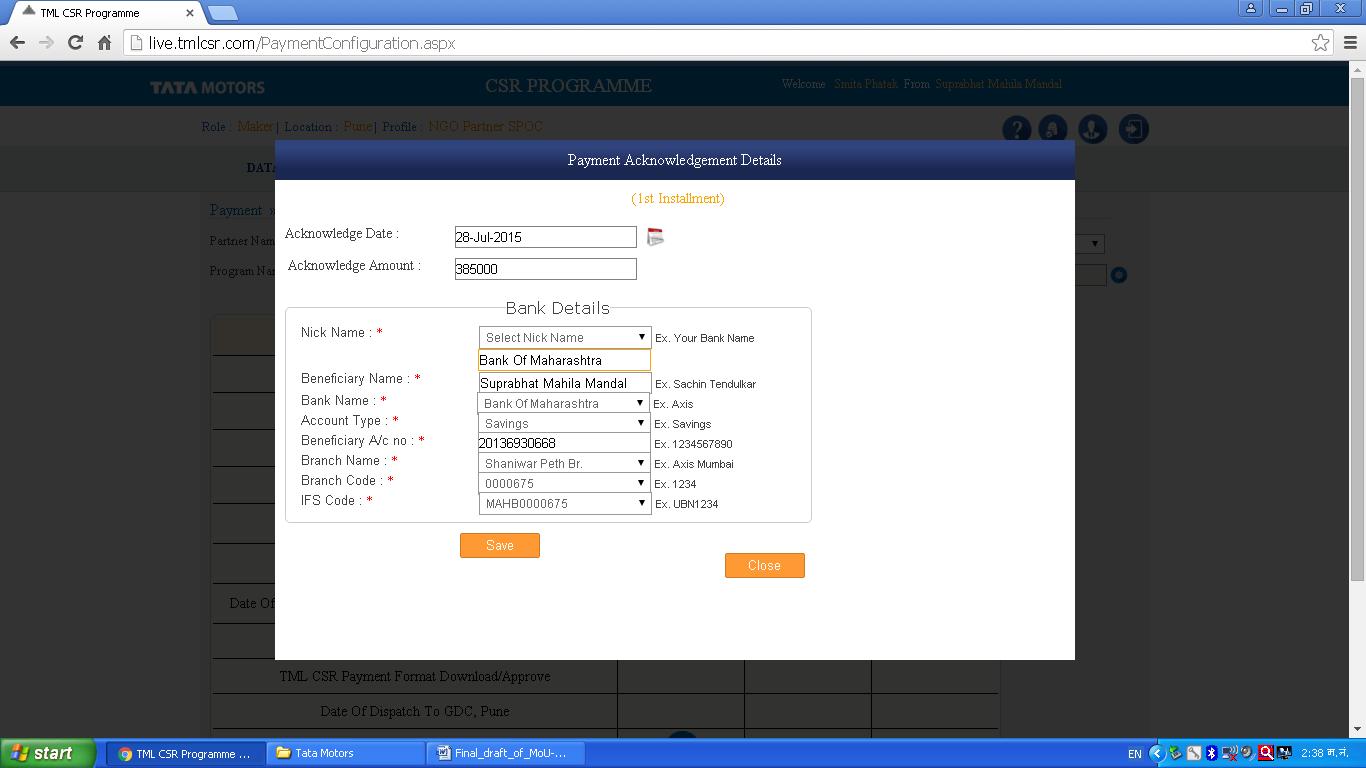 TML CSR Programme
live.tmlcsr.com/PaymentConfiguration.aspx
TATA MOTORS CSR PROGRAMME Welcome Smita Phatak From Suprabhat Mahila Mandal
Role : Maker | Location : Pune | Profile : NGO Partner SPOC
DATA
Payment Acknowledgement Details
(1st Installment)
Payment »
Partner Nam
Acknowledge Date : 28-Jul-2015
Program Nam
Acknowledge Amount : 385000
Bank Details
Nick Name : * Select Nick Name Ex. Your Bank Name
Bank Of Maharashtra
Beneficiary Name : * Suprabhat Mahila Mandal Ex. Sachin Tendulkar
Bank Name : * Bank Of Maharashtra Ex. Axis
Account Type : * Savings Ex. Savings
Beneficiary A/c no : * 20136930668 Ex. 1234567890
Branch Name : * Shaniwar Peth Br. Ex. Axis Mumbai
Branch Code : * 0000675 Ex. 1234
IFS Code : * MAHB0000675 Ex. UBN1234
Save
Close
Date Of
TML CSR Payment Format Download/Approve
Date Of Dispatch To GDC, Pune
start TML CSR Programme ... Tata Motors Final_draft_of_MoU-... EN 2:38 म.नं.